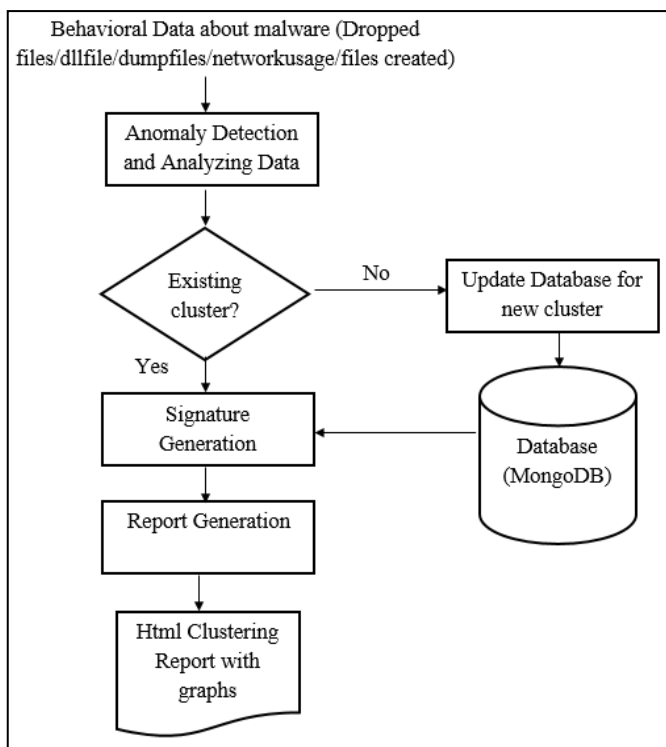 Behavioral Data about malware (Dropped
files/dllfile/dumpfiles/networkusage/files created)
Anomaly Detection
and Analyzing Data
Existing
cluster?
No
Update Database for
new cluster
Yes
Signature
Generation
Database
(MongoDB)
Report Generation
Html Clustering
Report with
graphs